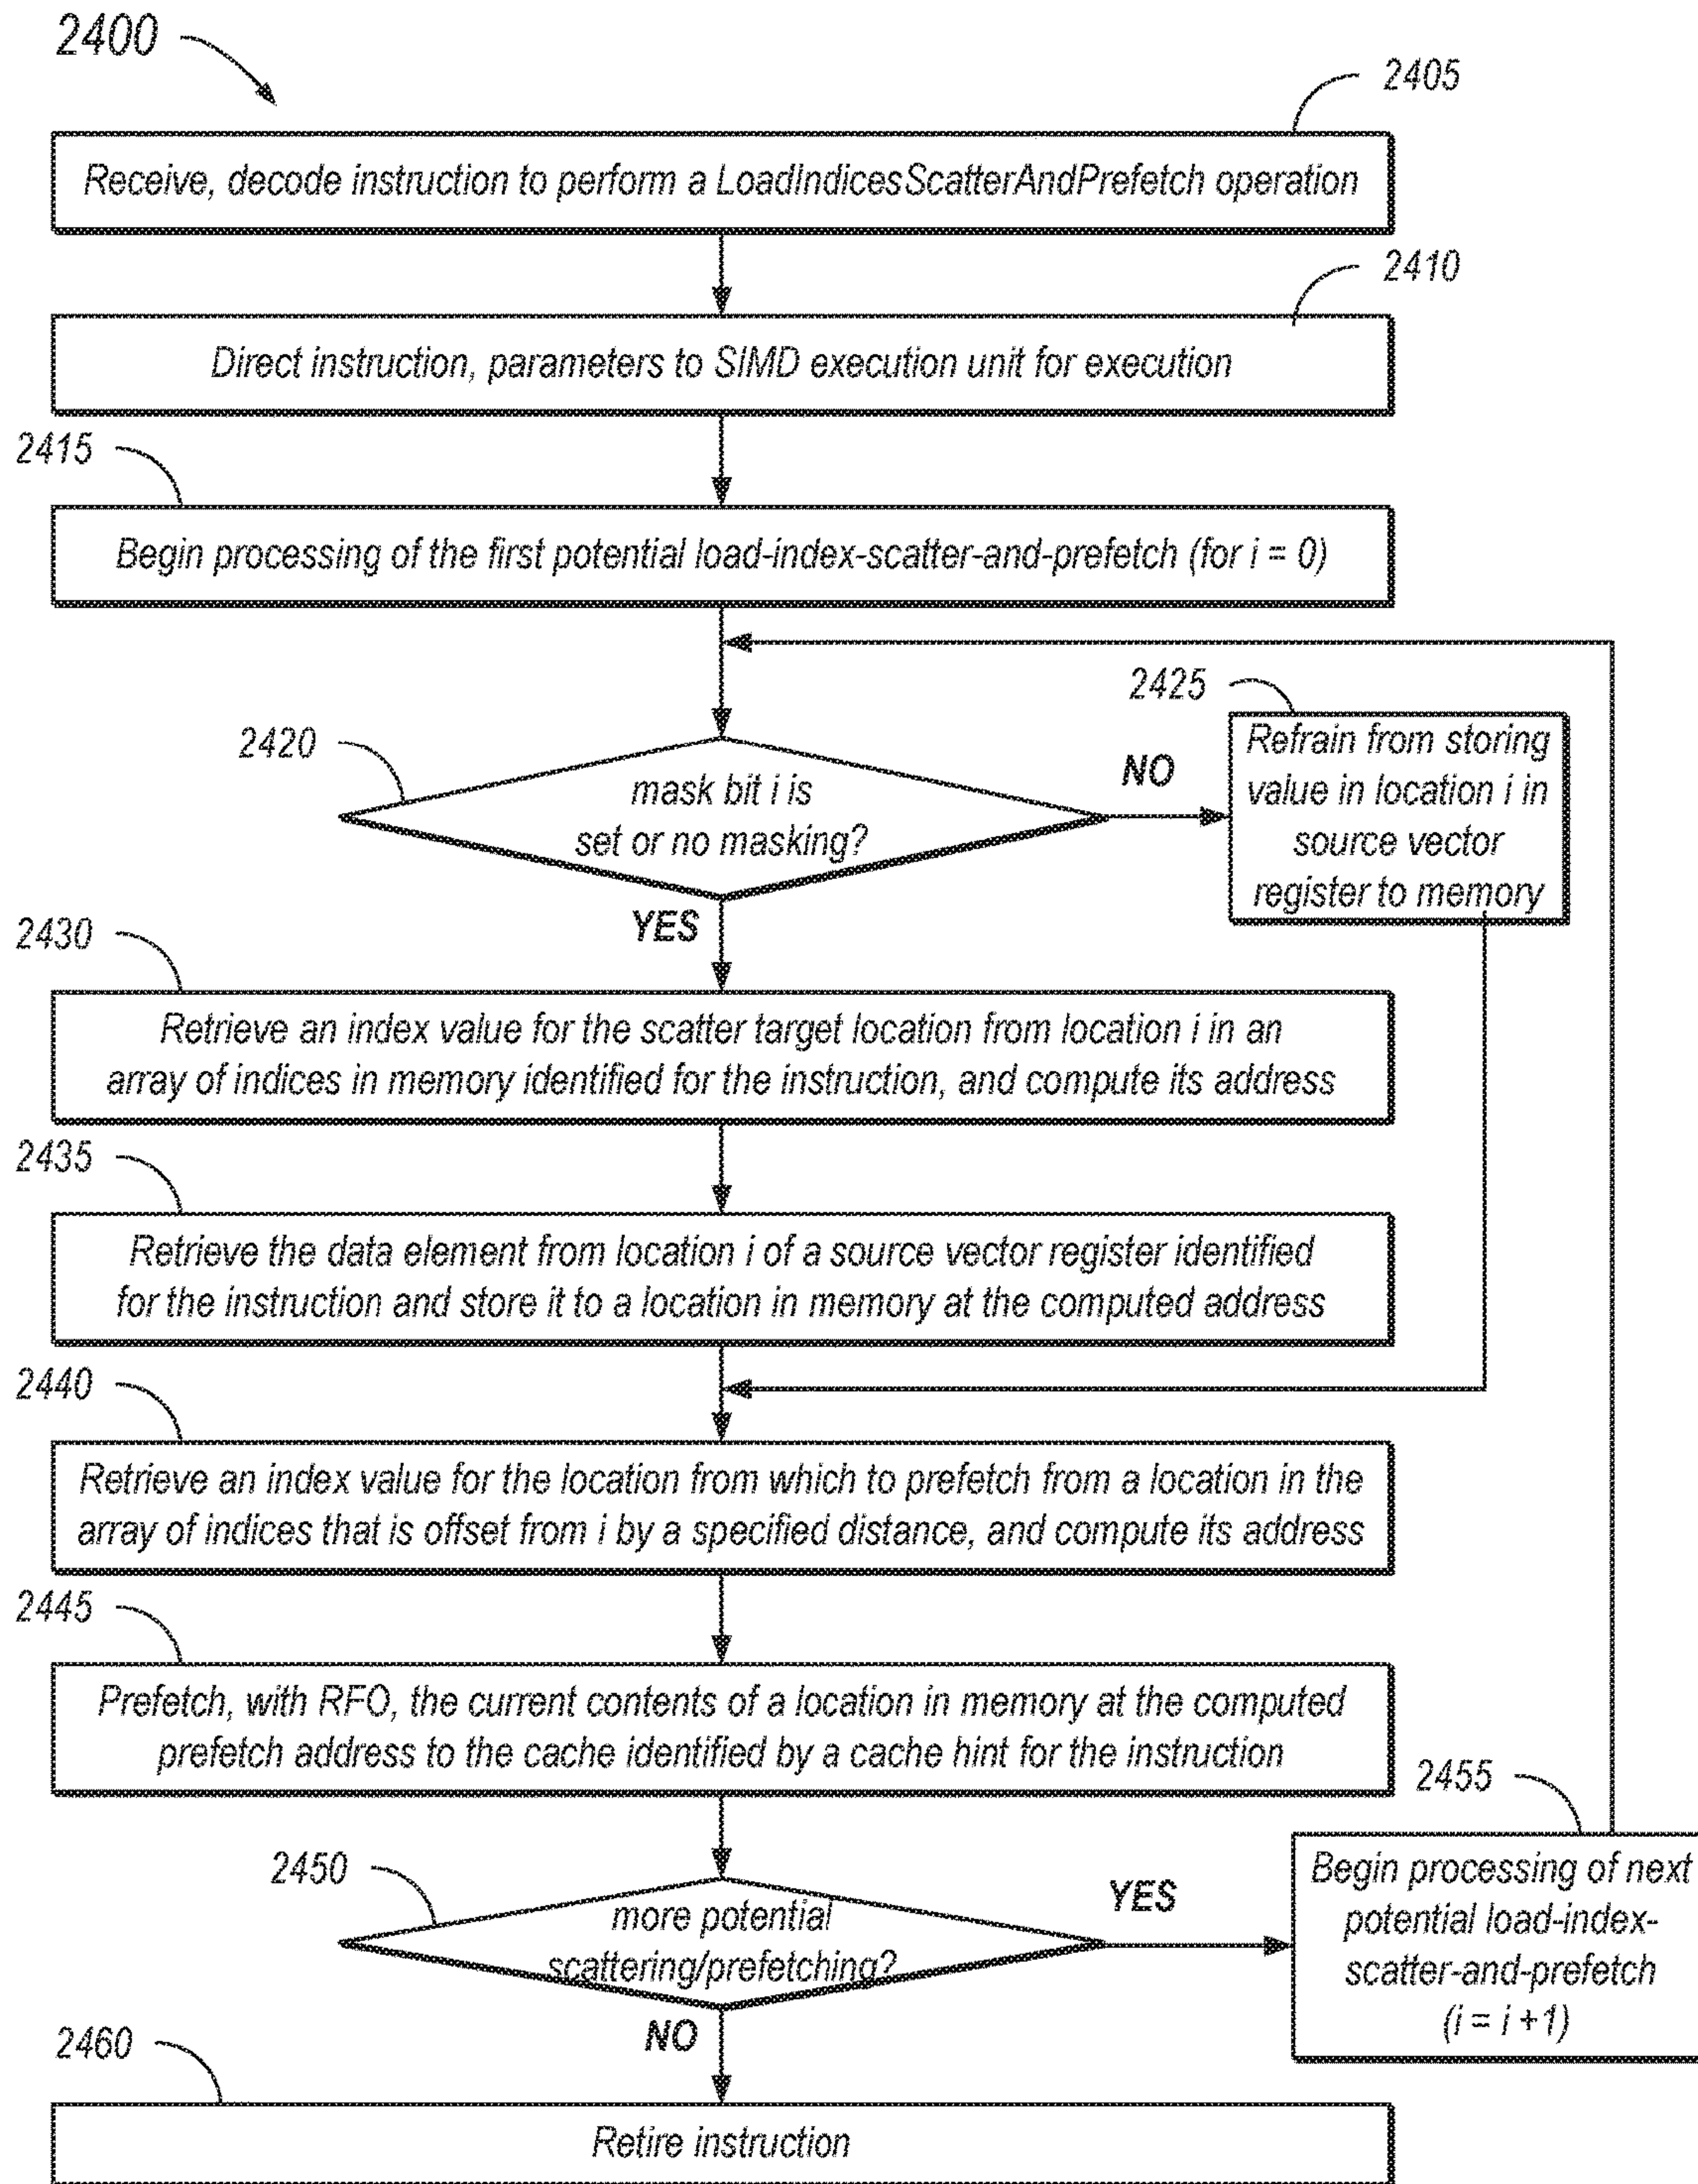 2400
2405
Receive, decode instruction to perform a LoadIndicesScatterAndPrefetch operation
2410
Direct instruction, parameters to SIMD execution unit for execution
2415
Begin processing of the first potential load-index-scatter-and-prefetch (for i = 0)
2420
mask bit i is
set or no masking?
NO
2425
Refrain from storing
value in location i in
source vector
register to memory
YES
2430
Retrieve an index value for the scatter target location from location i in an
array of indices in memory identified for the instruction, and compute its address
2435
Retrieve the data element from location i of a source vector register identified
for the instruction and store it to a location in memory at the computed address
2440
Retrieve an index value for the location from which to prefetch from a location in the
array of indices that is offset from i by a specified distance, and compute its address
2445
Prefetch, with RFO, the current contents of a location in memory at the computed
prefetch address to the cache identified by a cache hint for the instruction
2450
more potential
scattering/prefetching?
YES
2455
Begin processing of next
potential load-index-
scatter-and-prefetch
(i = i +1)
NO
2460
Retire instruction